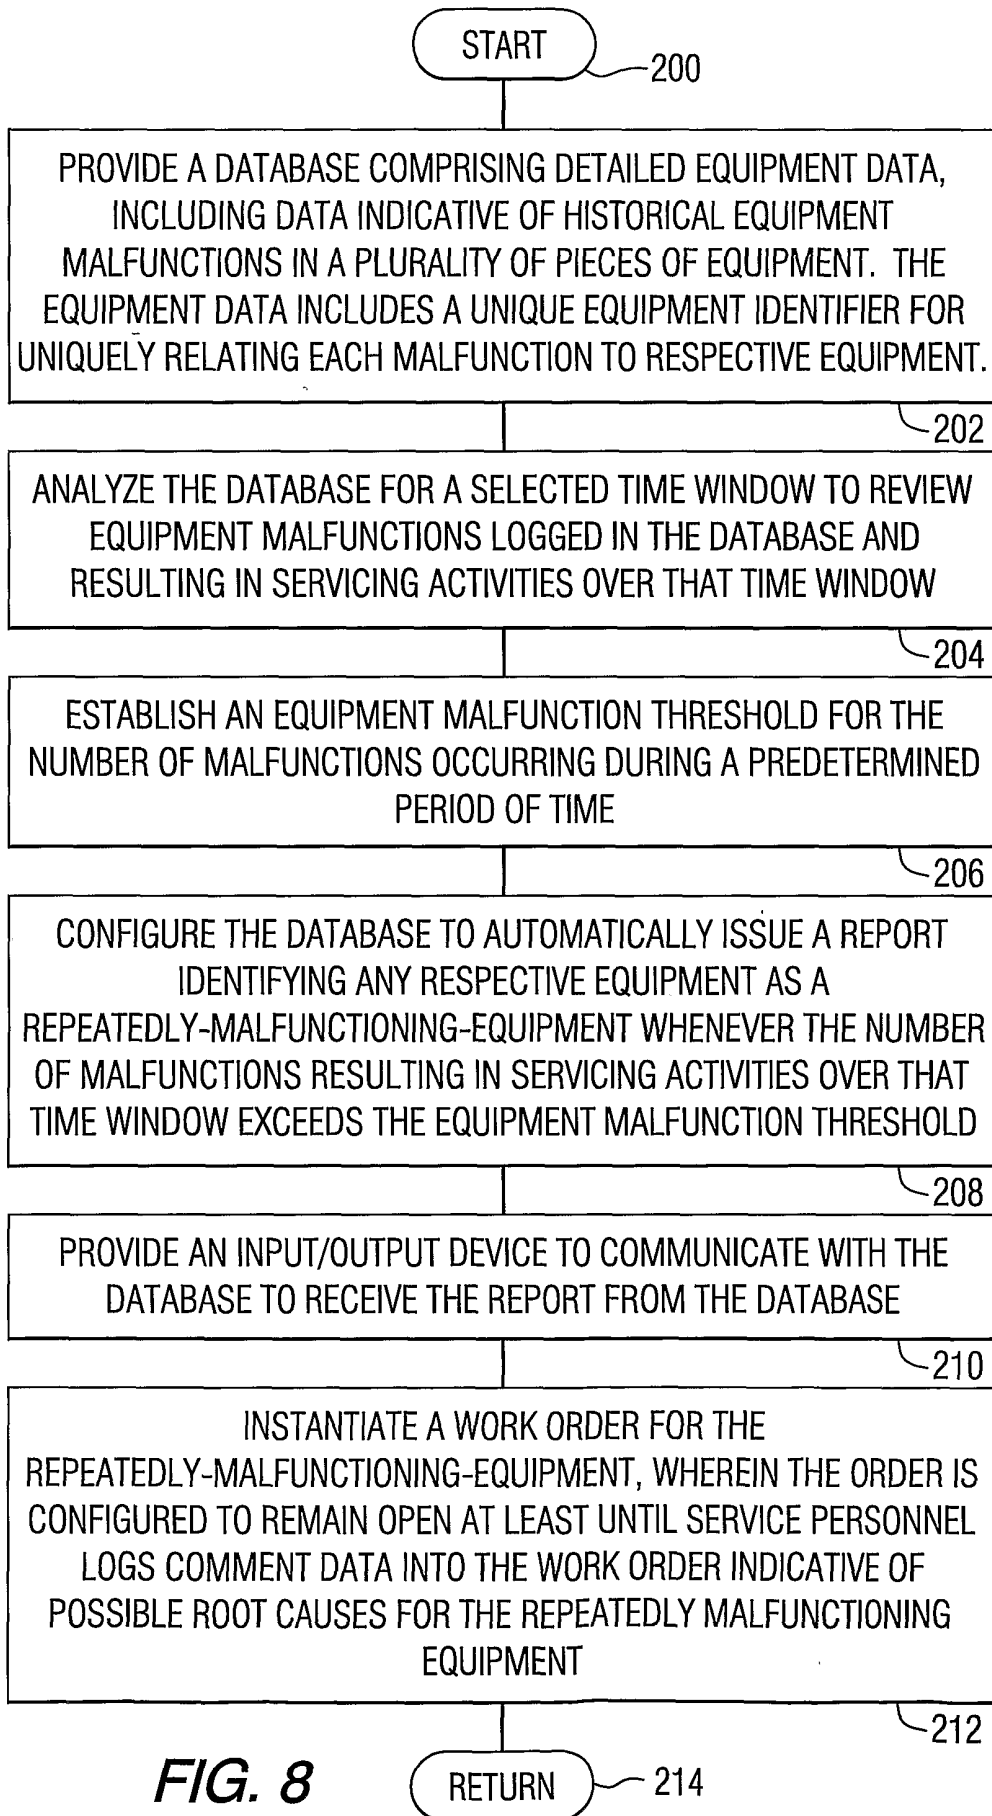 START
200
PROVIDE A DATABASE COMPRISING DETAILED EQUIPMENT DATA,
INCLUDING DATA INDICATIVE OF HISTORICAL EQUIPMENT
MALFUNCTIONS IN A PLURALITY OF PIECES OF EQUIPMENT. THE
EQUIPMENT DATA INCLUDES A UNIQUE EQUIPMENT IDENTIFIER FOR
UNIQUELY RELATING EACH MALFUNCTION TO RESPECTIVE EQUIPMENT.
202
ANALYZE THE DATABASE FOR A SELECTED TIME WINDOW TO REVIEW
EQUIPMENT MALFUNCTIONS LOGGED IN THE DATABASE AND
RESULTING IN SERVICING ACTIVITIES OVER THAT TIME WINDOW
204
ESTABLISH AN EQUIPMENT MALFUNCTION THRESHOLD FOR THE
NUMBER OF MALFUNCTIONS OCCURRING DURING A PREDETERMINED
PERIOD OF TIME
206
CONFIGURE THE DATABASE TO AUTOMATICALLY ISSUE A REPORT
IDENTIFYING ANY RESPECTIVE EQUIPMENT AS A
REPEATEDLY-MALFUNCTIONING-EQUIPMENT WHENEVER THE NUMBER
OF MALFUNCTIONS RESULTING IN SERVICING ACTIVITIES OVER THAT
TIME WINDOW EXCEEDS THE EQUIPMENT MALFUNCTION THRESHOLD
208
PROVIDE AN INPUT/OUTPUT DEVICE TO COMMUNICATE WITH THE
DATABASE TO RECEIVE THE REPORT FROM THE DATABASE
210
INSTANTIATE A WORK ORDER FOR THE
REPEATEDLY-MALFUNCTIONING-EQUIPMENT, WHEREIN THE ORDER IS
CONFIGURED TO REMAIN OPEN AT LEAST UNTIL SERVICE PERSONNEL
LOGS COMMENT DATA INTO THE WORK ORDER INDICATIVE OF
POSSIBLE ROOT CAUSES FOR THE REPEATEDLY MALFUNCTIONING
EQUIPMENT
212
FIG. 8
RETURN
214